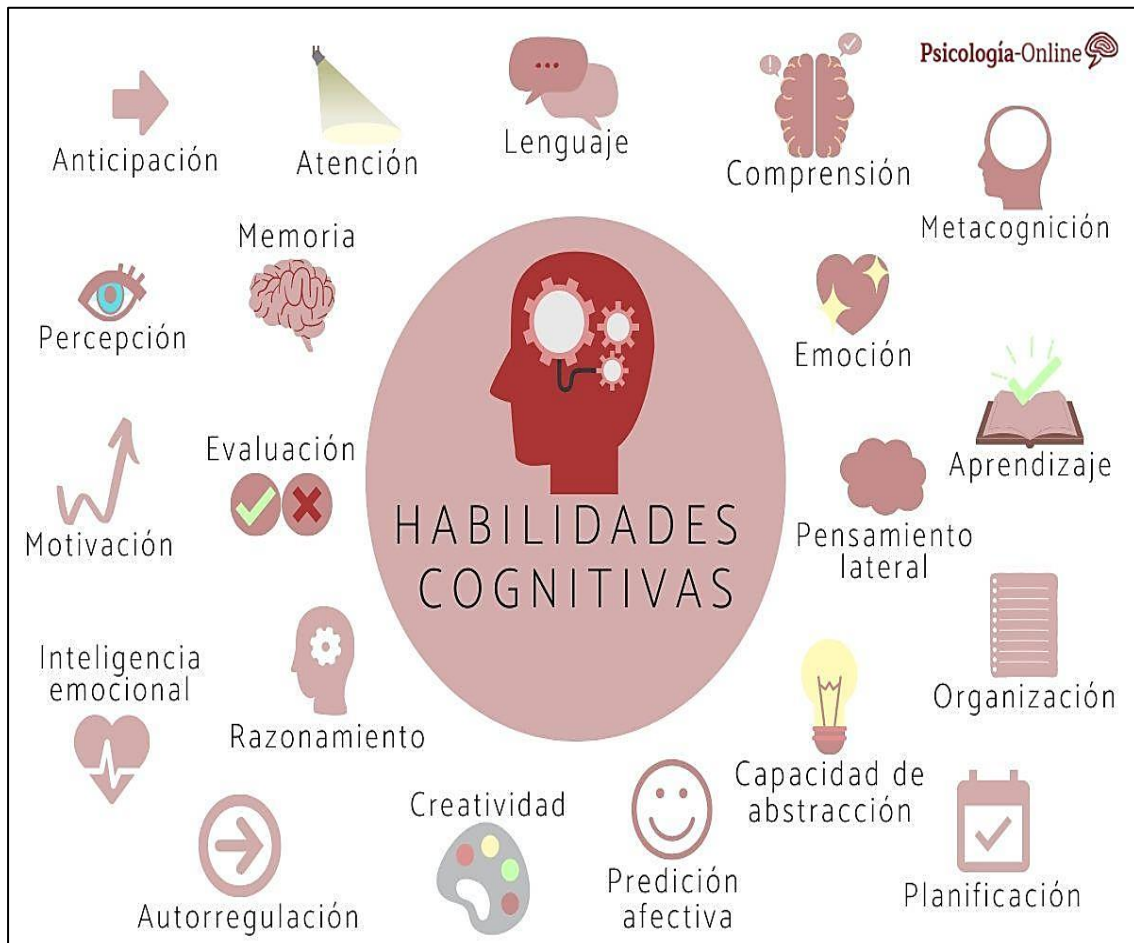 Psicología-Online
Anticipación
Atención
Lenguaje
Comprensión
Metacognición
Memoria
Percepción
Emoción
Aprendizaje
Motivación
Evaluación
HABILIDADES
COGNITIVAS
Pensamiento
lateral
Inteligencia
emocional
Razonamiento
Organización
Capacidad de
abstracción
Autorregulación
Creatividad
Predición
afectiva
Planificación